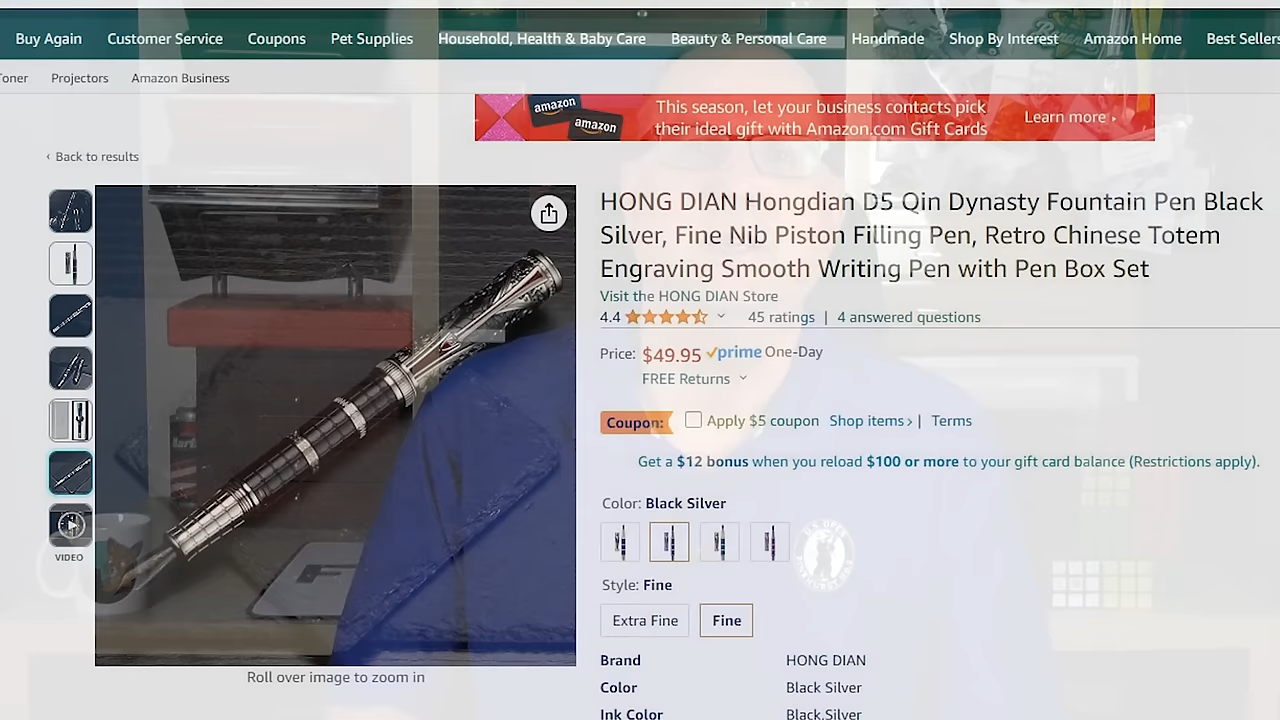 Buy Again Customer Service Coupons Pet Supplies Household, Health & Baby Care Beauty & Personal Care Handmade Shop By Interest Amazon Home Best Sellers
Toner Projectors Amazon Business
amazon
amazon
This season, let your business contacts pick
their ideal gift with Amazon.com Gift Cards
Learn more ›
‹ Back to results
HONG DIAN Hongdian D5 Qin Dynasty Fountain Pen Black
Silver, Fine Nib Piston Filling Pen, Retro Chinese Totem
Engraving Smooth Writing Pen with Pen Box Set
Visit the HONG DIAN Store
4.4 45 ratings | 4 answered questions
Price: $49.95 prime One-Day
FREE Returns
Coupon: Apply $5 coupon Shop items › | Terms
Get a $12 bonus when you reload $100 or more to your gift card balance (Restrictions apply).
Color: Black Silver
U.S. OPEN
Style: Fine
Extra Fine Fine
VIDEO
Brand HONG DIAN
Color Black Silver
Ink Color Black,Silver
Roll over image to zoom in